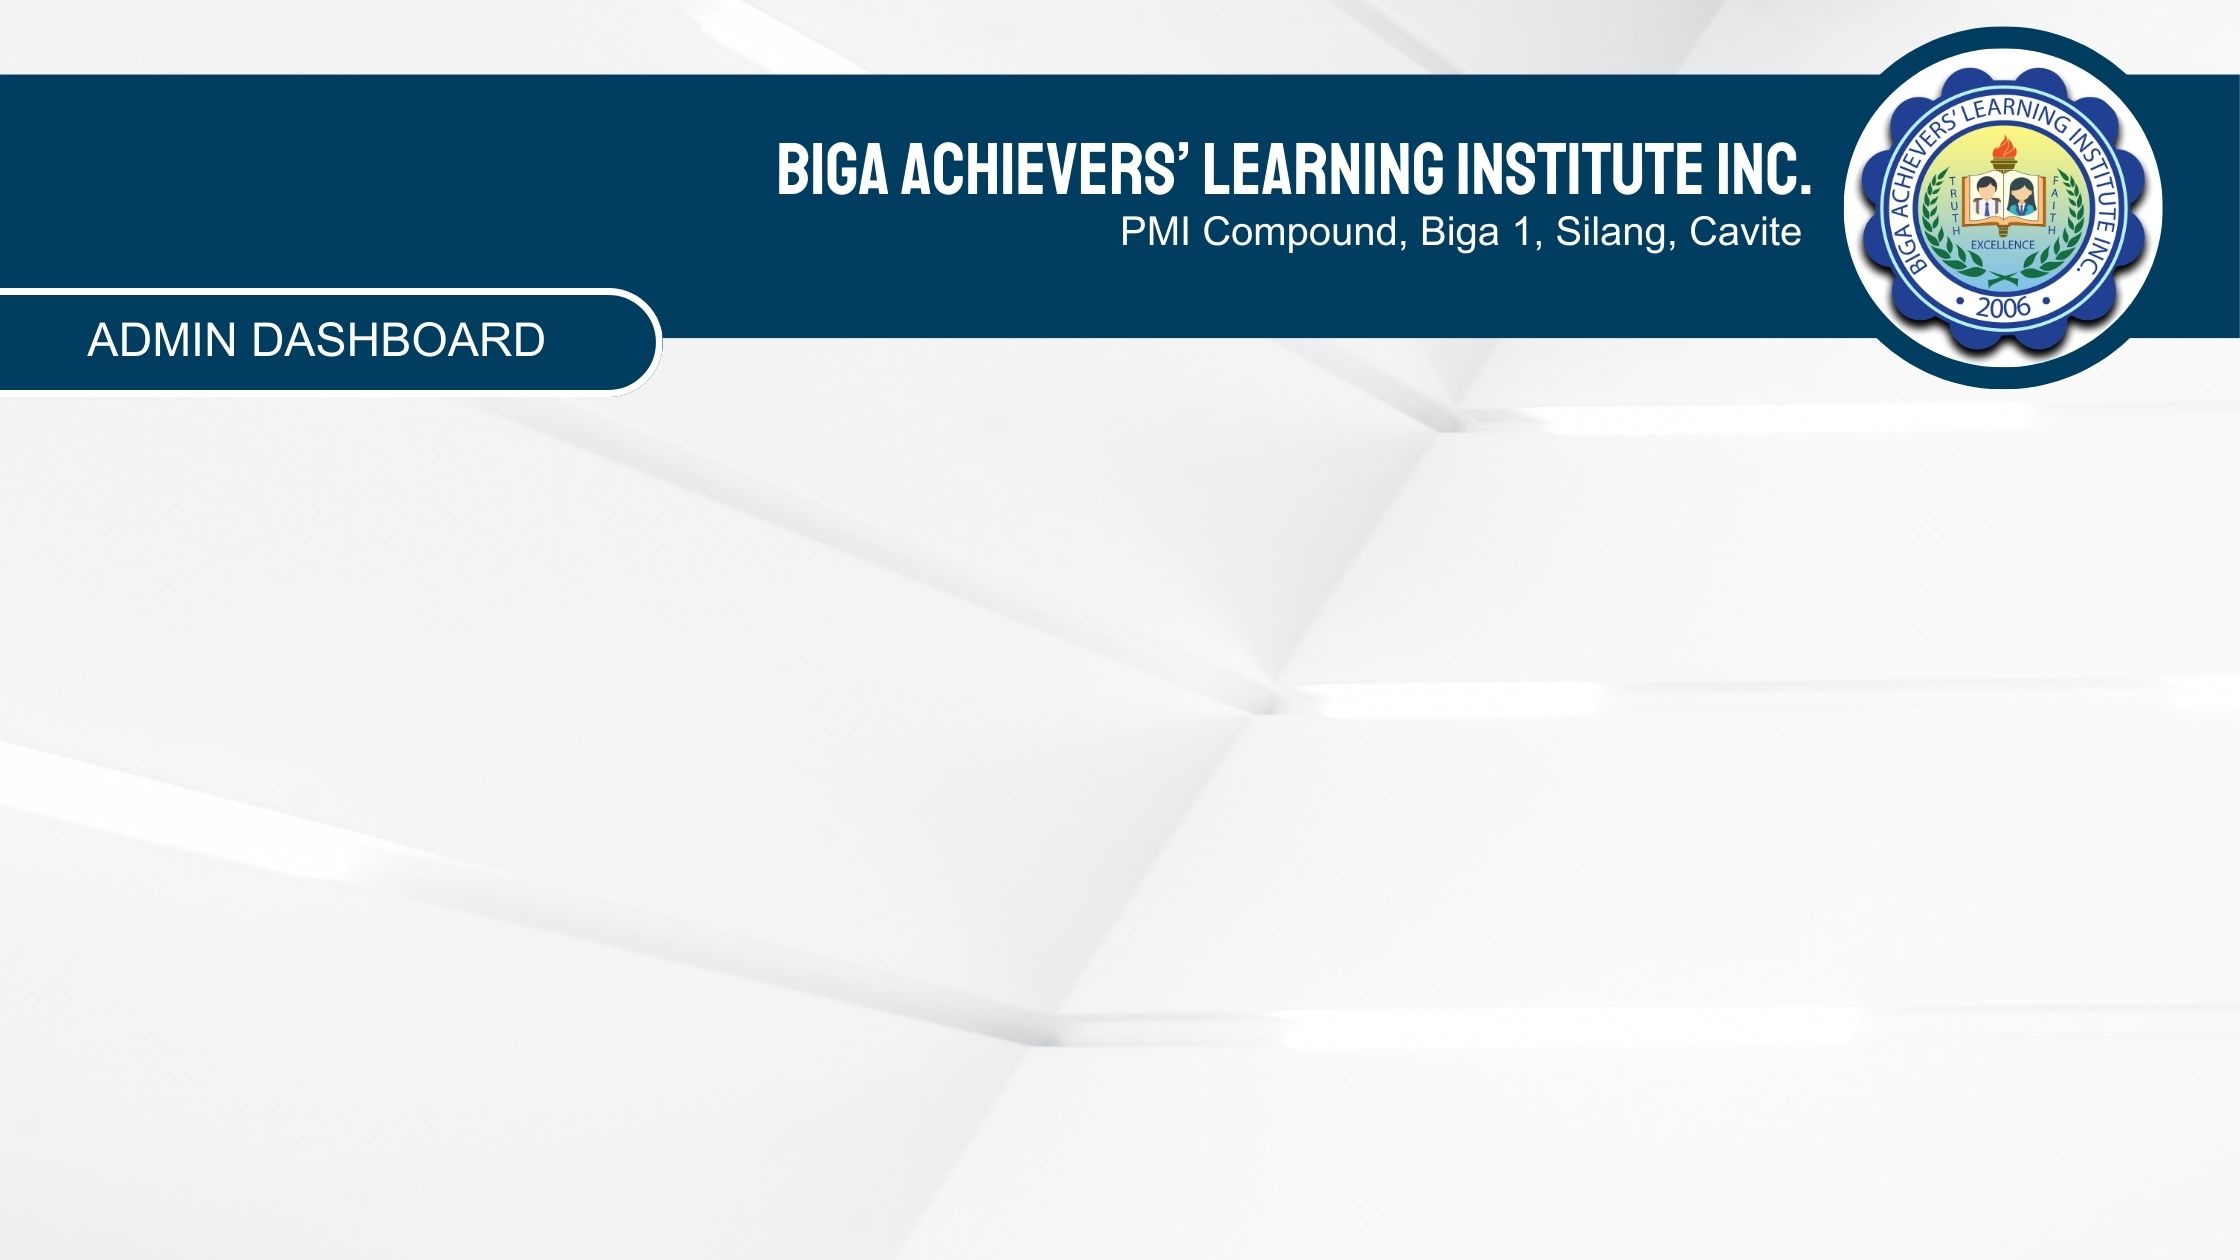 BIGA ACHIEVERS’ LEARNING INSTITUTE INC.
PMI Compound, Biga 1, Silang, Cavite
BIGA ACHIEVERS’ LEARNING INSTITUTE INC.
TRUTH
FAITH
EXCELLENCE
• 2006 •
ADMIN DASHBOARD